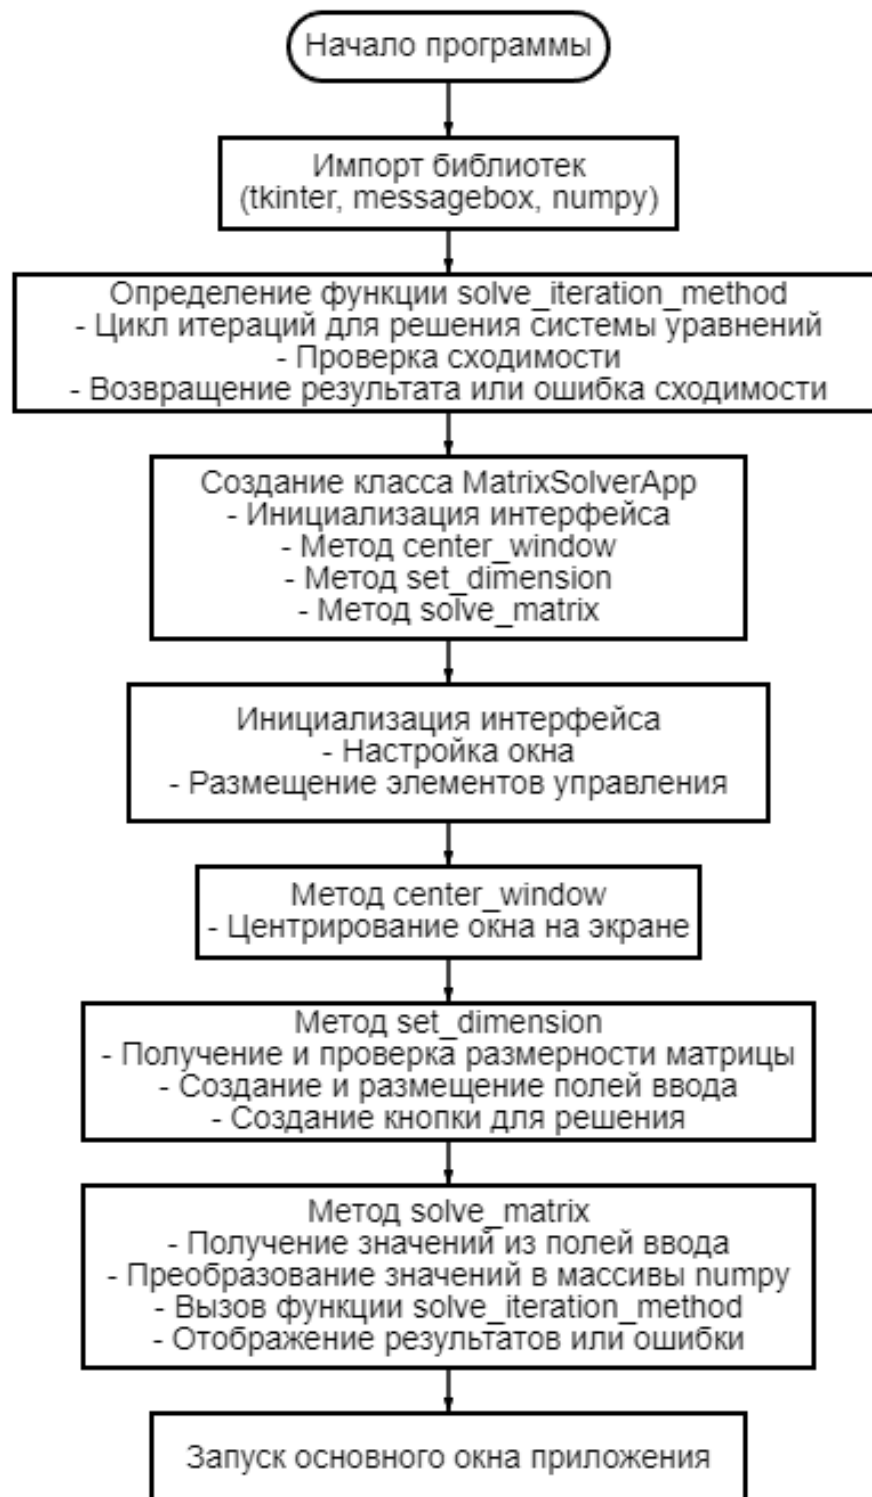 Начало программы
Импорт библиотек
(tkinter, messagebox, numpy)
Определение функции solve_iteration_method
- Цикл итераций для решения системы уравнений
- Проверка сходимости
- Возвращение результата или ошибка сходимости
Создание класса MatrixSolverApp
- Инициализация интерфейса
- Метод center_window
- Метод set_dimension
- Метод solve_matrix
Инициализация интерфейса
- Настройка окна
- Размещение элементов управления
Метод center_window
- Центрирование окна на экране
Метод set_dimension
- Получение и проверка размерности матрицы
- Создание и размещение полей ввода
- Создание кнопки для решения
Метод solve_matrix
- Получение значений из полей ввода
- Преобразование значений в массивы numpy
- Вызов функции solve_iteration_method
- Отображение результатов или ошибки
Запуск основного окна приложения